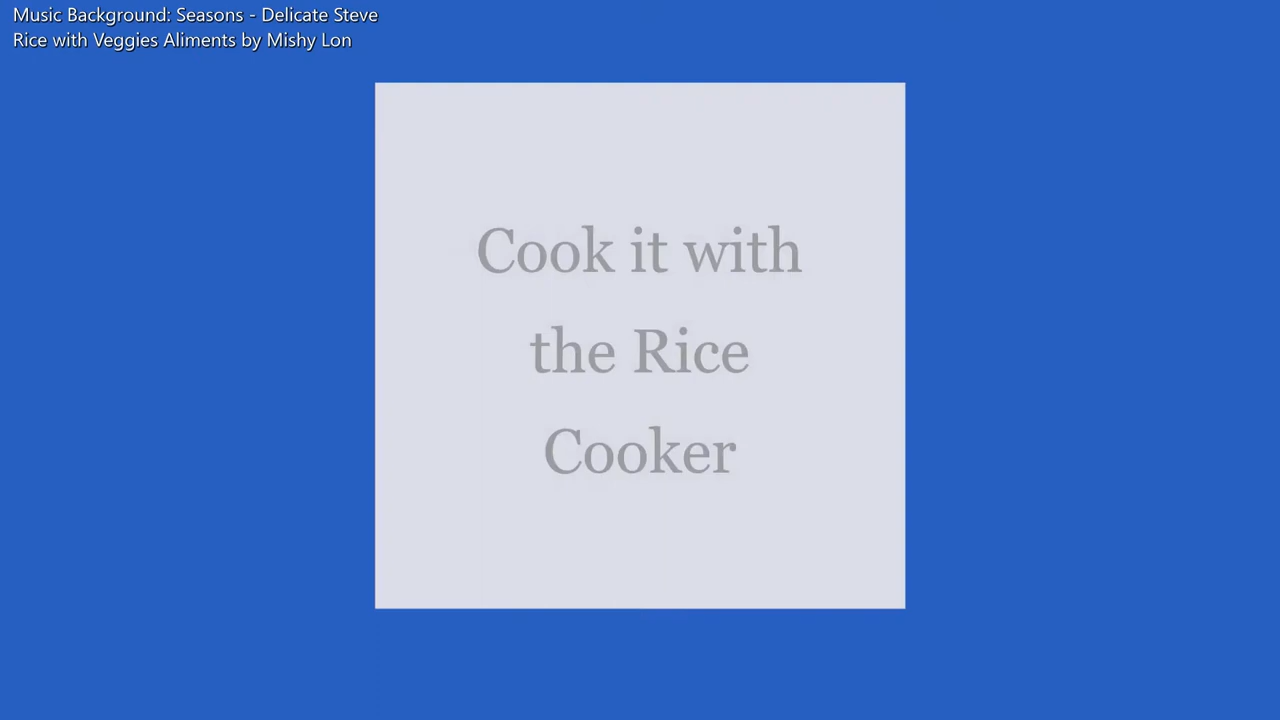 Music Background: Seasons - Delicate Steve
Rice with Veggies Aliments by Mishy Lon
Cook it with
the Rice
Cooker